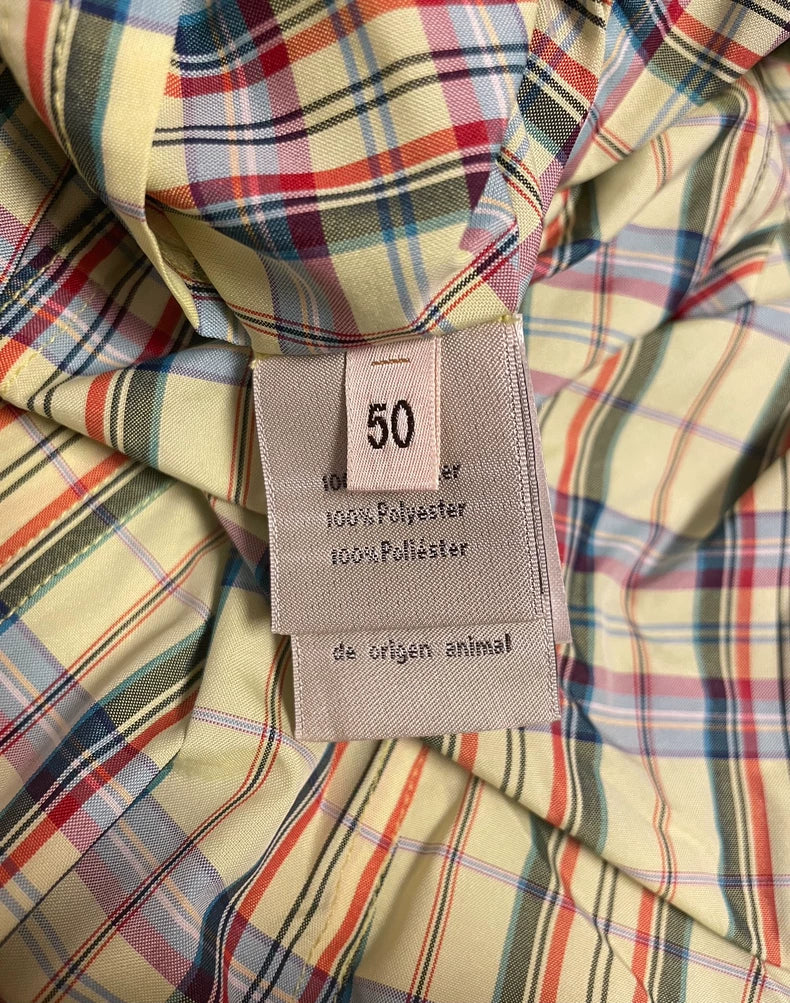 50
100%Polyester
100%Poliéster
de origen animal